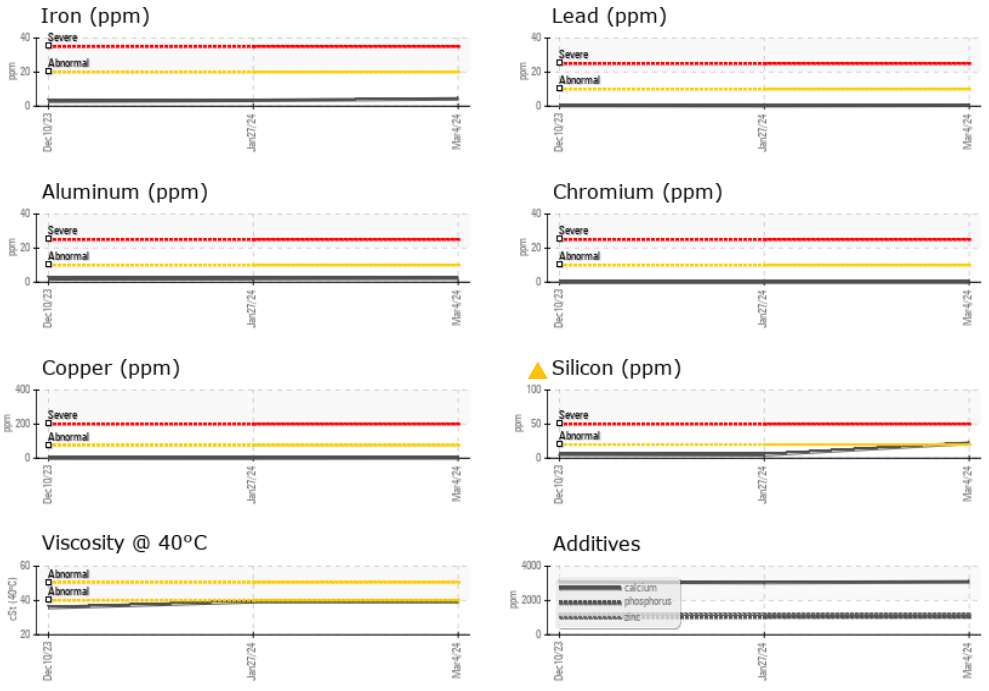 Iron (ppm)
40
20
0
ppm
Severe
Abnormal
Dec10/23
Jan27/24
Mar4/24
Lead (ppm)
40
20
0
ppm
Severe
Abnormal
Dec10/23
Jan27/24
Mar4/24
Aluminum (ppm)
40
20
0
ppm
Severe
Abnormal
Dec10/23
Jan27/24
Mar4/24
Chromium (ppm)
40
20
0
ppm
Severe
Abnormal
Dec10/23
Jan27/24
Mar4/24
Copper (ppm)
400
200
0
ppm
Severe
Abnormal
Dec10/23
Jan27/24
Mar4/24
Silicon (ppm)
100
50
0
ppm
Severe
Abnormal
Dec10/23
Jan27/24
Mar4/24
Viscosity @ 40°C
60
40
20
cSt (40°C)
Abnormal
Abnormal
Dec10/23
Jan27/24
Mar4/24
Additives
4000
2000
0
ppm
calcium
phosphorus
zinc
Dec10/23
Jan27/24
Mar4/24